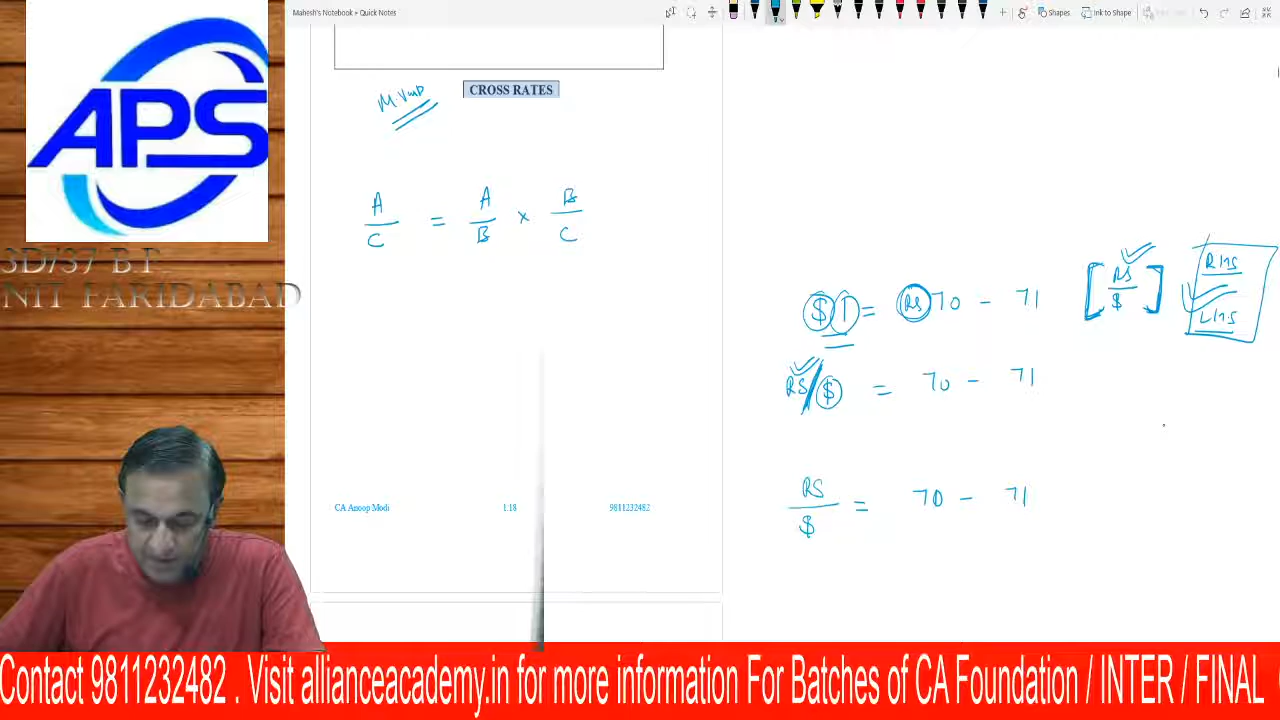 Mahesh's Notebook + Quick Notes
Shapes
Ink to Shape
APS
3D/37 B.P.
NIT FARIDABAD
CROSS RATES
A/C = A/B × B/C
$ 1 = RS 70 - 71 [RS/$]
RHS
LHS
RS/$ = 70 - 71
RS/$ = 70 - 71
CA Anoop Modi 1.18 9811232482
Contact 9811232482 . Visit allianceacademy.in for more information For Batches of CA Foundation / INTER / FINAL